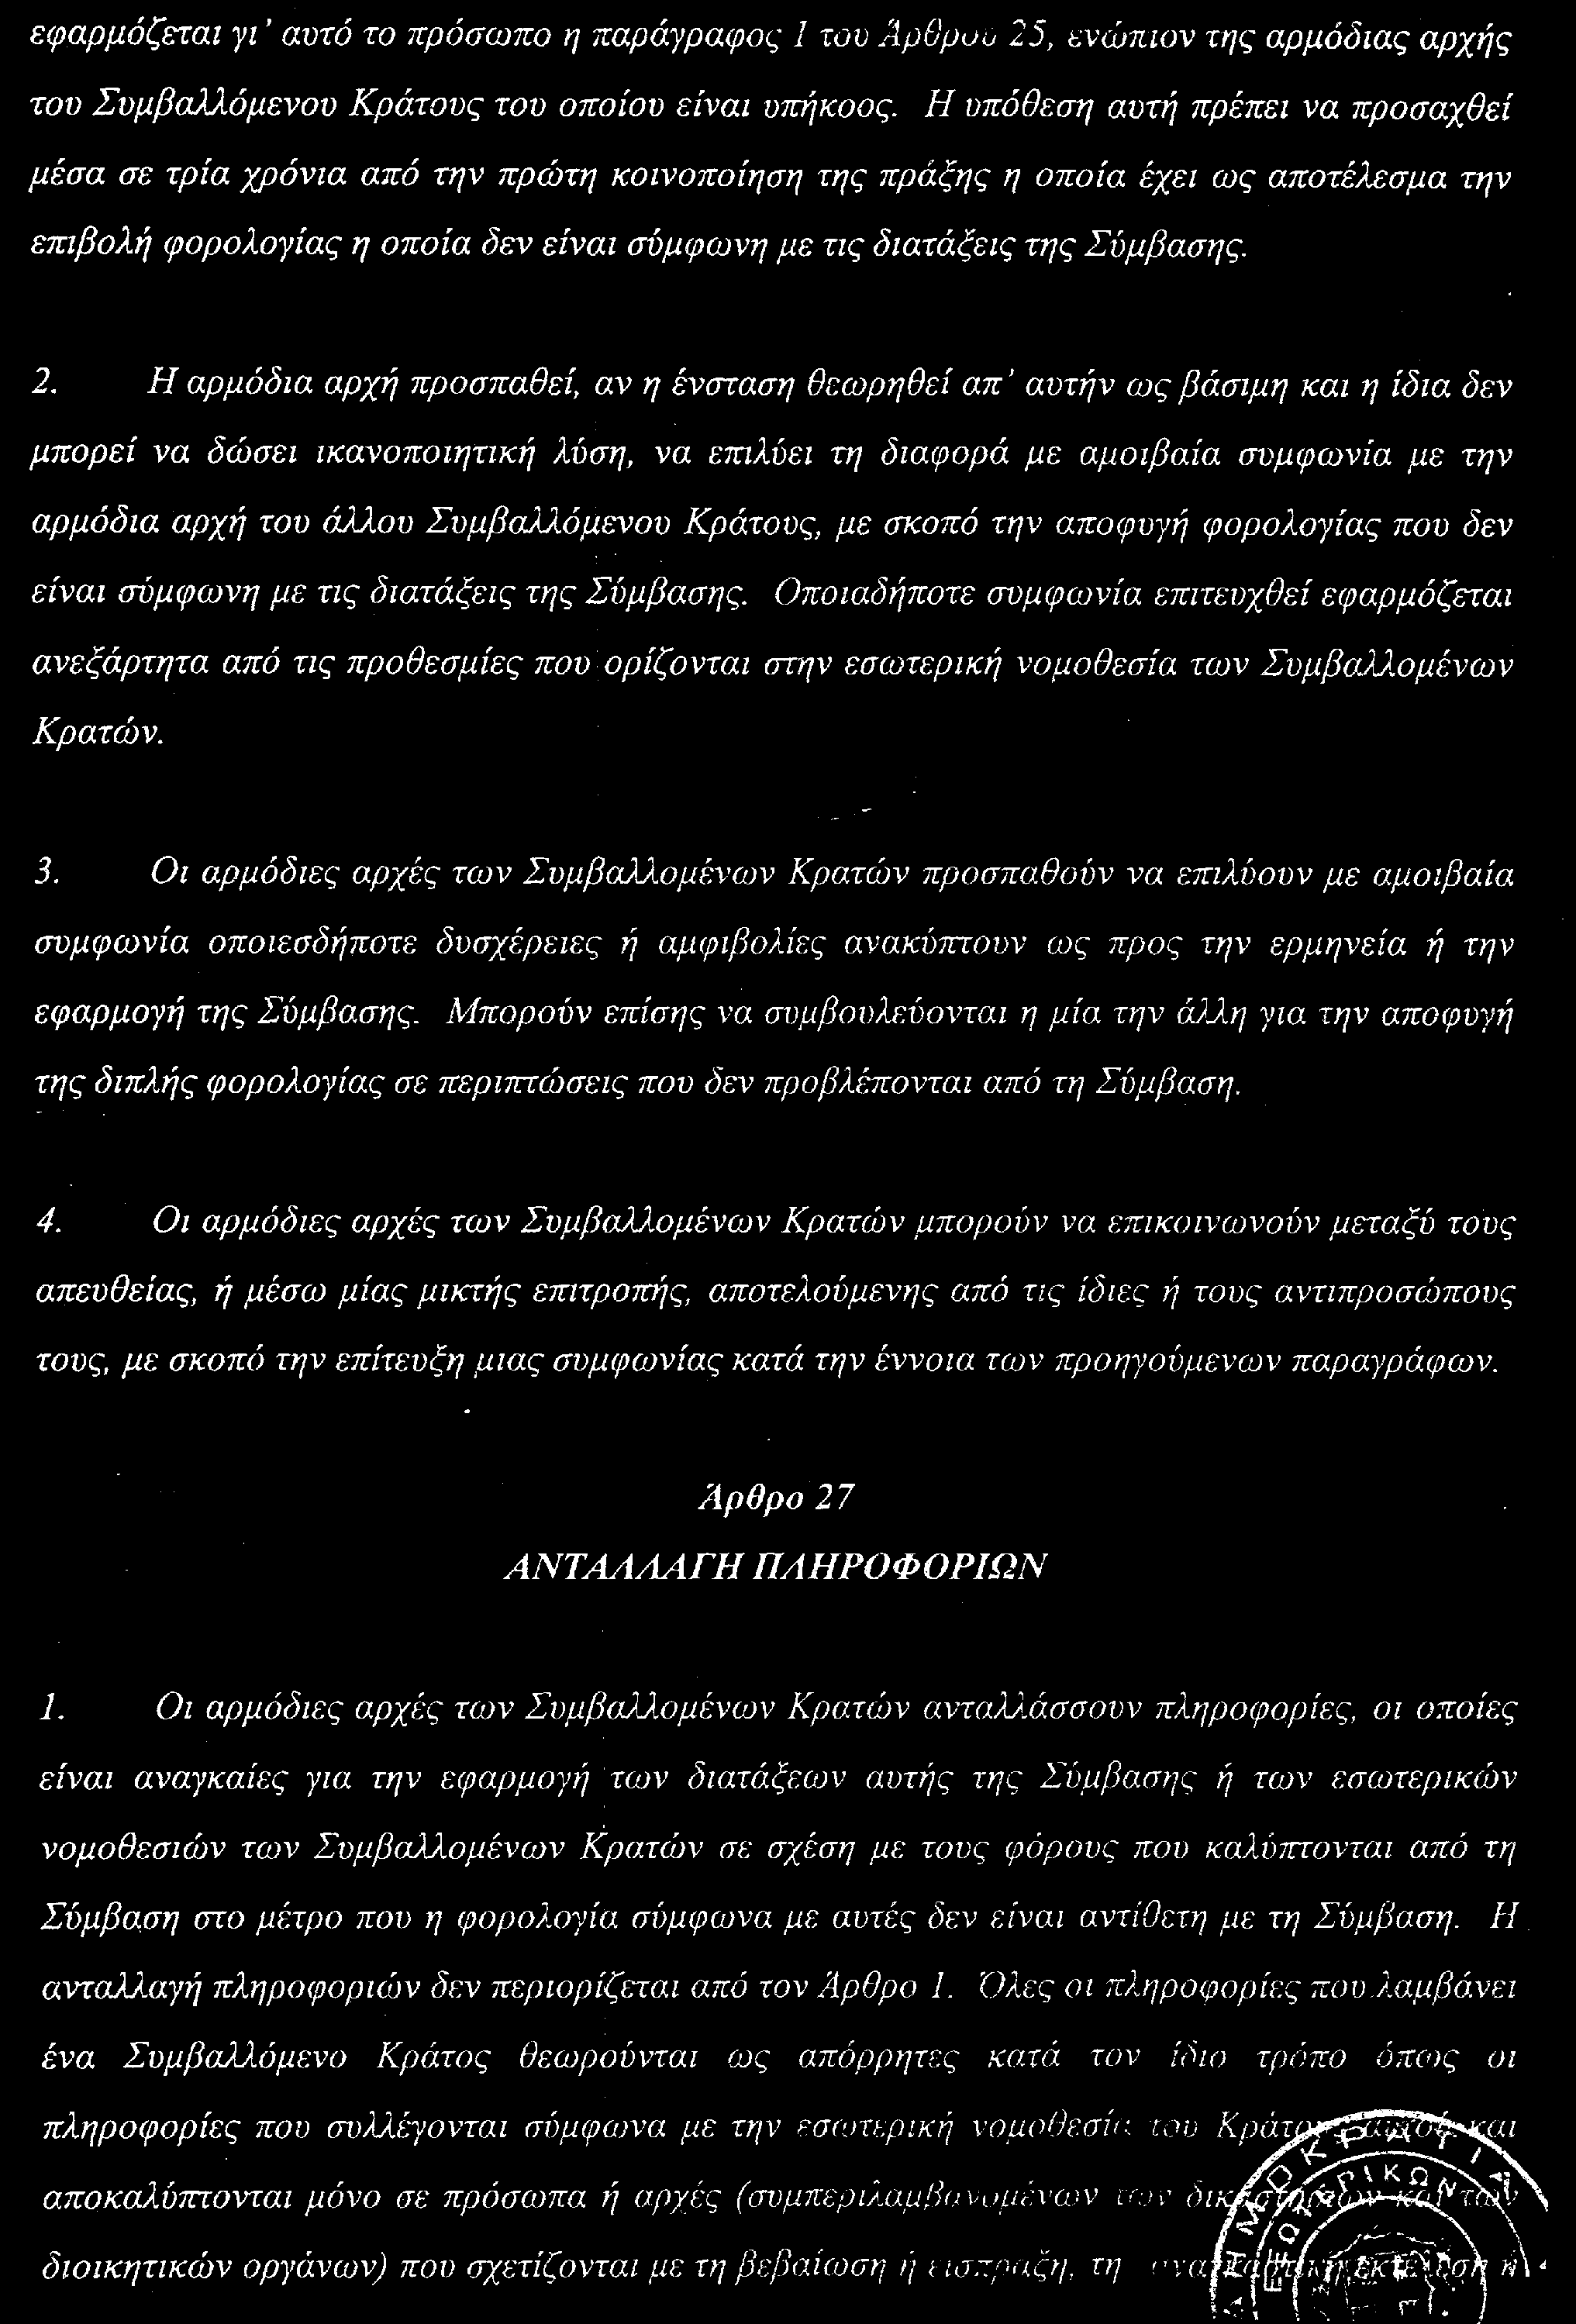 εφαρμόζεται γι’ αυτό το πρόσωπο η παράγραφος 1 του Άρθρου 25, ενώπιον της αρμόδιας αρχής
του Συμβαλλόμενου Κράτους του οποίου είναι υπήκοος. Η υπόθεση αυτή πρέπει να προσαχθεί
μέσα σε τρία χρόνια από την πρώτη κοινοποίηση της πράξης η οποία έχει ως αποτέλεσμα την
επιβολή φορολογίας η οποία δεν είναι σύμφωνη με τις διατάξεις της Σύμβασης.
2. Η αρμόδια αρχή προσπαθεί, αν η ένσταση θεωρηθεί απ’ αυτήν ως βάσιμη και η ίδια δεν
μπορεί να δώσει ικανοποιητική λύση, να επιλύει τη διαφορά με αμοιβαία συμφωνία με την
αρμόδια αρχή του άλλου Συμβαλλόμενου Κράτους, με σκοπό την αποφυγή φορολογίας που δεν
είναι σύμφωνη με τις διατάξεις της Σύμβασης. Οποιαδήποτε συμφωνία επιτευχθεί εφαρμόζεται
ανεξάρτητα από τις προθεσμίες που ορίζονται στην εσωτερική νομοθεσία των Συμβαλλομένων
Κρατών.
3. Οι αρμόδιες αρχές των Συμβαλλομένων Κρατών προσπαθούν να επιλύουν με αμοιβαία
συμφωνία οποιεσδήποτε δυσχέρειες ή αμφιβολίες ανακύπτουν ως προς την ερμηνεία ή την
εφαρμογή της Σύμβασης. Μπορούν επίσης να συμβουλεύονται η μία την άλλη για την αποφυγή
της διπλής φορολογίας σε περιπτώσεις που δεν προβλέπονται από τη Σύμβαση.
4. Οι αρμόδιες αρχές των Συμβαλλομένων Κρατών μπορούν να επικοινωνούν μεταξύ τους
απευθείας, ή μέσω μίας μικτής επιτροπής, αποτελούμενης από τις ίδιες ή τους αντιπροσώπους
τους, με σκοπό την επίτευξη μιας συμφωνίας κατά την έννοια των προηγούμενων παραγράφων.
Άρθρο 27
ΑΝΤΑΛΛΑΓΗ ΠΛΗΡΟΦΟΡΙΩΝ
1. Οι αρμόδιες αρχές των Συμβαλλομένων Κρατών ανταλλάσσουν πληροφορίες, οι οποίες
είναι αναγκαίες για την εφαρμογή των διατάξεων αυτής της Σύμβασης ή των εσωτερικών
νομοθεσιών των Συμβαλλομένων Κρατών σε σχέση με τους φόρους που καλύπτονται από τη
Σύμβαση στο μέτρο που η φορολογία σύμφωνα με αυτές δεν είναι αντίθετη με τη Σύμβαση. Η
ανταλλαγή πληροφοριών δεν περιορίζεται από τον Άρθρο 1. Όλες οι πληροφορίες που λαμβάνει
ένα Συμβαλλόμενο Κράτος θεωρούνται ως απόρρητες κατά τον ίδιο τρόπο όπως οι
πληροφορίες που συλλέγονται σύμφωνα με την εσωτερική νομοθεσία του Κράτους αυτού και
αποκαλύπτονται μόνο σε πρόσωπα ή αρχές (συμπεριλαμβανομένων των δικαστηρίων και των
διοικητικών οργάνων) που σχετίζονται με τη βεβαίωση ή είσπραξη, τη αναγκαστική εκτέλεση ή